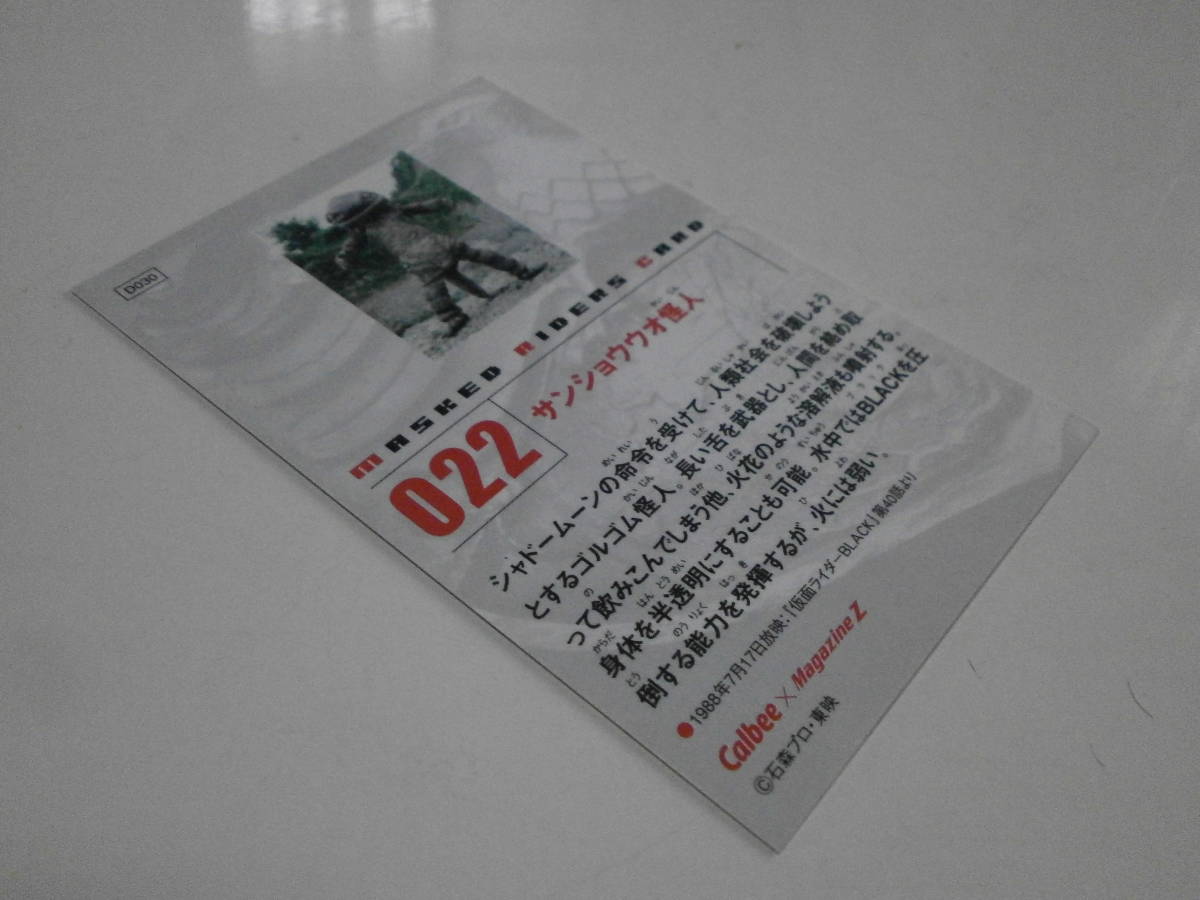 D030
MASKED RIDERS CARD
022
サンショウウオ怪人
シャドームーンの命令を受けて、人類社会を破壊しよう
とするゴルゴム怪人。長い舌を武器とし、人間を絡め取
って飲みこんでしまう他、火花のような溶解液も噴射する。
身体を半透明にすることも可能。水中ではBLACKを圧
倒する能力を発揮するが、火には弱い。
●1988年7月17日放映:「仮面ライダーBLACK」第40話より
Calbee×Magazine Z
©石森プロ・東映